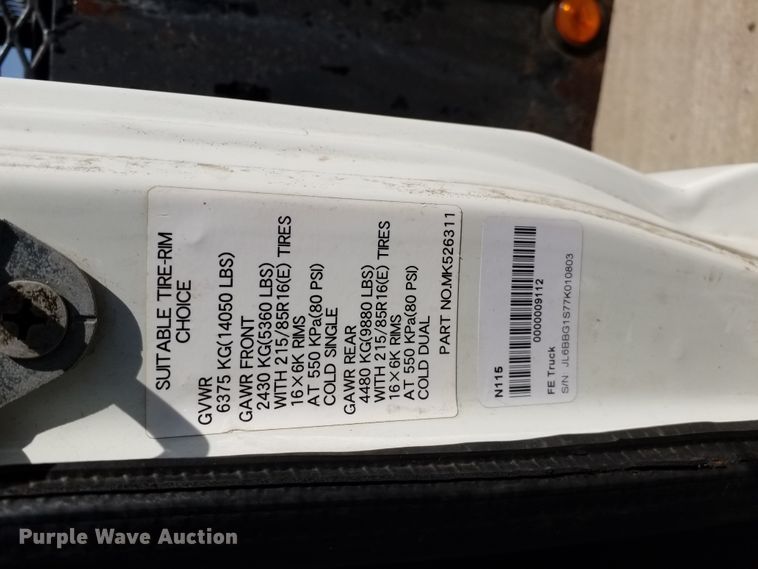 SUITABLE TIRE-RIM
CHOICE
GVWR
6375 KG(14050 LBS)
GAWR FRONT
2430 KG(5360 LBS)
WITH 215/85R16(E) TIRES
16×6K RIMS
AT 550 KPa(80 PSI)
COLD SINGLE
GAWR REAR
4480 KG(9880 LBS)
WITH 215/85R16(E) TIRES
16×6K RIMS
AT 550 KPa(80 PSI)
COLD DUAL
PART NO.MK526311
N115
0000009112
FE Truck
S/N JL6BBG1S77K010803
Purple Wave Auction